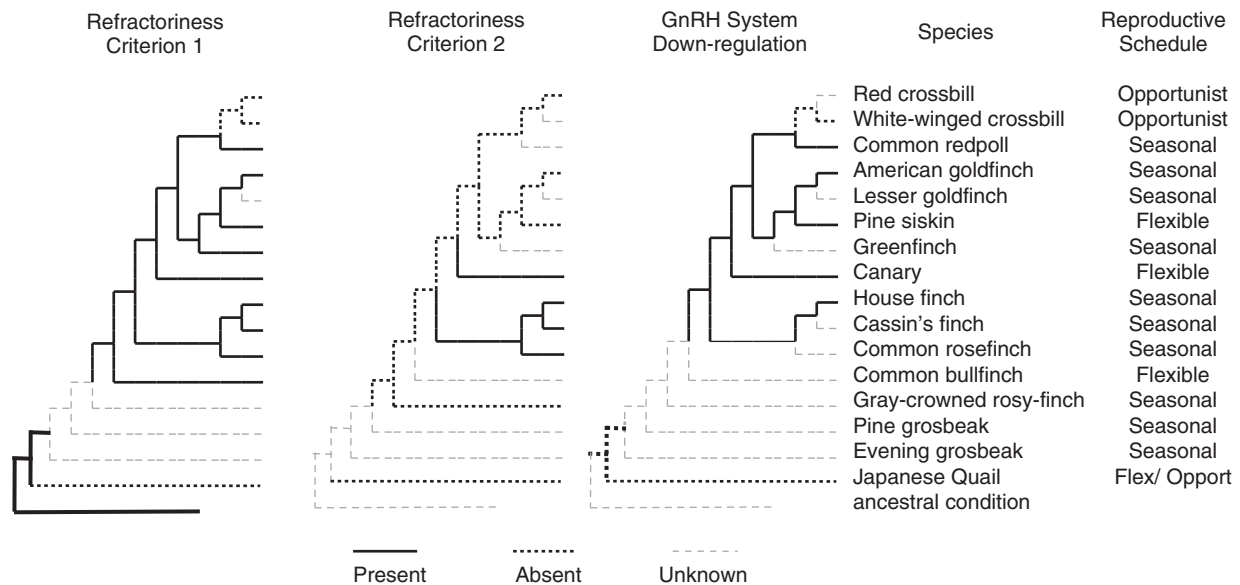 Refractoriness
Criterion 1
Refractoriness
Criterion 2
GnRH System
Down-regulation
Species
Reproductive
Schedule
Red crossbill Opportunist
White-winged crossbill Opportunist
Common redpoll Seasonal
American goldfinch Seasonal
Lesser goldfinch Seasonal
Pine siskin Flexible
Greenfinch Seasonal
Canary Flexible
House finch Seasonal
Cassin's finch Seasonal
Common rosefinch Seasonal
Common bullfinch Flexible
Gray-crowned rosy-finch Seasonal
Pine grosbeak Seasonal
Evening grosbeak Seasonal
Japanese Quail Flex/ Opport
ancestral condition
Present Absent Unknown